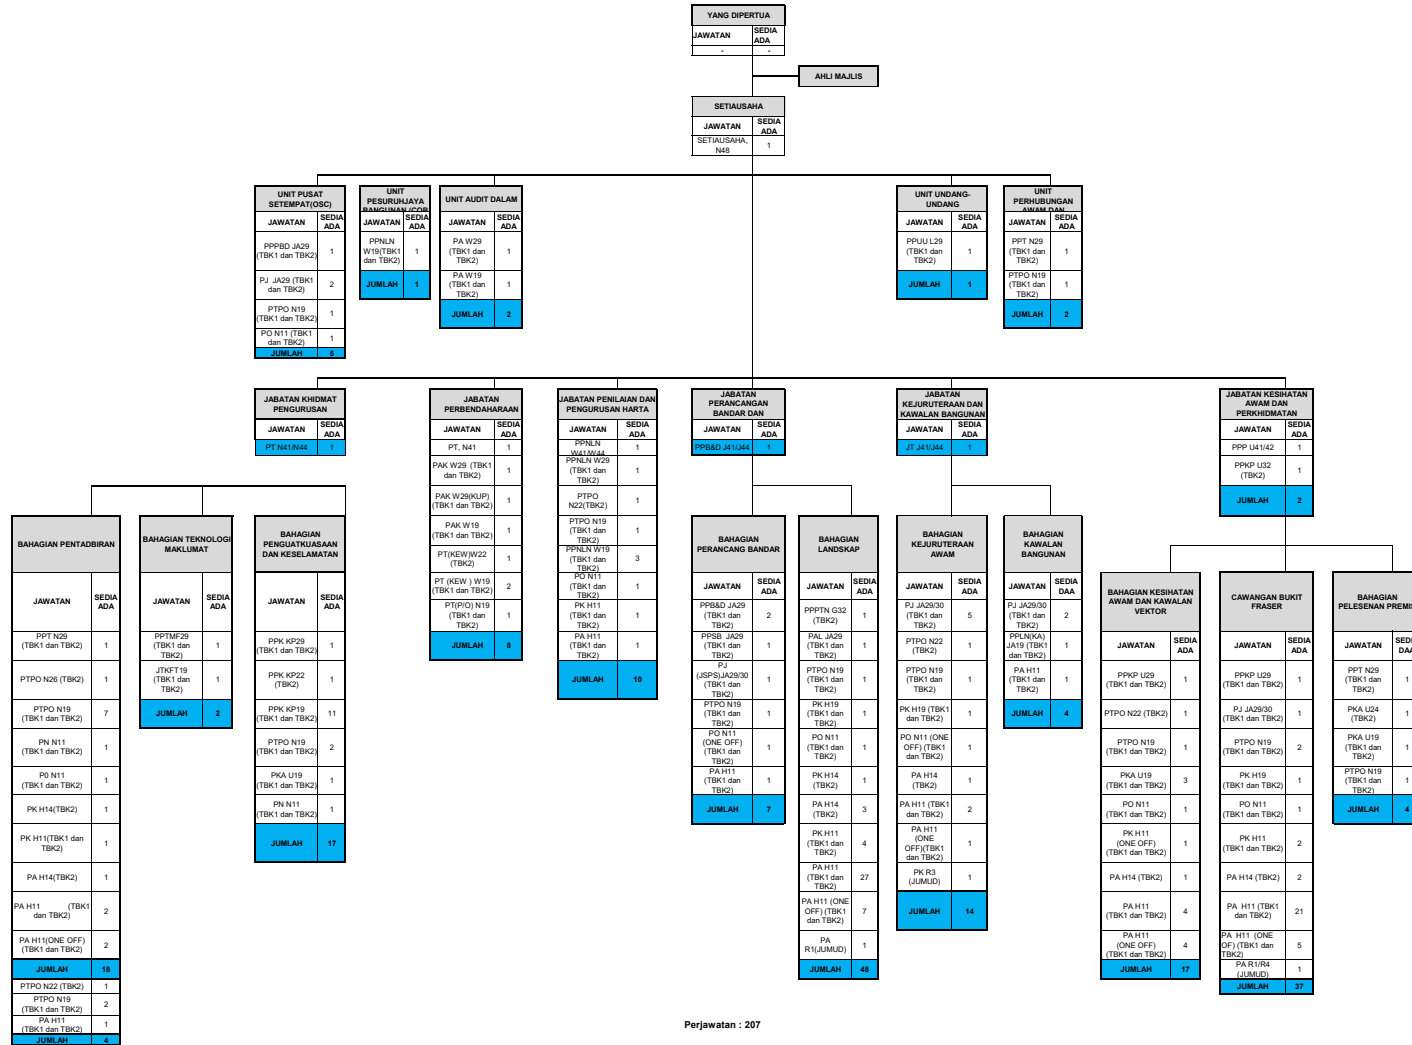 YANG DIPERTUA
JAWATAN
SEDIA
ADA
-
-
AHLI MAJLIS
SETIAUSAHA
JAWATAN
SEDIA
ADA
SETIAUSAHA,
N48
1
UNIT PUSAT
SETEMPAT(OSC)
JAWATAN
SEDIA
ADA
PPPBD JA29
(TBK1 dan TBK2)
1
PJ  JA29 (TBK1
dan TBK2)
2
PTPO N19
(TBK1 dan TBK2)
1
PO N11 (TBK1
dan TBK2)
1
JUMLAH
5
UNIT
PESURUHJAYA
BANGUNAN (COB
JAWATAN
SEDIA
ADA
PPNLN
W19(TBK1
dan TBK2)
1
JUMLAH
1
UNIT AUDIT DALAM
JAWATAN
SEDIA
ADA
PA W29
(TBK1 dan
TBK2)
1
PA W19
(TBK1 dan
TBK2)
1
JUMLAH
2
UNIT UNDANG-
UNDANG
JAWATAN
SEDIA
ADA
PPUU L29
(TBK1 dan
TBK2)
1
JUMLAH
1
UNIT
PERHUBUNGAN
AWAM DAN
JAWATAN
SEDIA
ADA
PPT N29
(TBK1 dan
TBK2)
1
PTPO N19
(TBK1 dan
TBK2)
1
JUMLAH
2
JABATAN KHIDMAT
PENGURUSAN
JAWATAN
SEDIA
ADA
PT N41/N44
1
JABATAN
PERBENDAHARAAN
JAWATAN
SEDIA
ADA
PT, N41
1
PAK W29  (TBK1
dan TBK2)
1
PAK W29(KUP)
(TBK1 dan TBK2)
1
PAK W19
(TBK1 dan TBK2)
1
PT(KEW)W22
(TBK2)
1
PT (KEW ) W19
(TBK1 dan TBK2)
2
PT(P/O) N19
(TBK1 dan
TBK2)
1
JUMLAH
8
JABATAN PENILAIAN DAN
PENGURUSAN HARTA
JAWATAN
SEDIA
ADA
PPNLN
W41/W44
1
PPNLN W29
(TBK1 dan
TBK2)
1
PTPO
N22(TBK2)
1
PTPO N19
(TBK1 dan
TBK2)
1
PPNLN W19
(TBK1 dan
TBK2)
3
PO N11
(TBK1 dan
TBK2)
1
PK H11
(TBK1 dan
TBK2)
1
PA H11
(TBK1 dan
TBK2)
1
JUMLAH
10
JABATAN
PERANCANGAN
BANDAR DAN
JAWATAN
SEDIA
ADA
PPB&D J41/J44
1
JABATAN
KEJURUTERAAN DAN
KAWALAN BANGUNAN
JAWATAN
SEDIA
ADA
JT J41/J44
1
JABATAN KESIHATAN
AWAM DAN
PERKHIDMATAN
JAWATAN
SEDIA
ADA
PPP U41/42
1
PPKP U32
(TBK2)
1
JUMLAH
2
BAHAGIAN PENTADBIRAN
JAWATAN
SEDIA
ADA
PPT N29
(TBK1 dan TBK2)
1
PTPO N26 (TBK2)
1
PTPO N19
(TBK1 dan TBK2)
7
PN N11
(TBK1 dan TBK2)
1
P0 N11
(TBK1 dan TBK2)
1
PK H14(TBK2)
1
PK H11(TBK1 dan
TBK2)
1
PA H14(TBK2)
1
PA H11 (TBK1
dan TBK2)
2
PA H11(ONE OFF)
(TBK1 dan TBK2)
2
JUMLAH
18
PTPO N22 (TBK2)
1
PTPO N19
(TBK1 dan TBK2)
2
PA H11
(TBK1 dan TBK2)
1
JUMLAH
4
BAHAGIAN TEKNOLOGI
MAKLUMAT
JAWATAN
SEDIA
ADA
PPTMF29
(TBK1 dan
TBK2)
1
JTKFT19
(TBK1 dan
TBK2)
1
JUMLAH
2
BAHAGIAN
PENGUATKUASAAN
DAN KESELAMATAN
JAWATAN
SEDIA
ADA
PPK KP29
(TBK1 dan TBK2)
1
PPK KP22
(TBK2)
1
PPK KP19
(TBK1 dan TBK2)
11
PTPO N19
(TBK1 dan TBK2)
2
PKA U19
(TBK1 dan TBK2)
1
PN N11
(TBK1 dan TBK2)
1
JUMLAH
17
BAHAGIAN
PERANCANG BANDAR
JAWATAN
SEDIA
ADA
PPB&D JA29
(TBK1 dan
TBK2)
2
PPSB  JA29
(TBK1 dan
TBK2)
1
PJ
(JSPS)JA29/30
(TBK1 dan
TBK2)
1
PTPO N19
(TBK1 dan
TBK2)
1
PO N11
(ONE OFF)
(TBK1 dan
TBK2)
1
PA H11
(TBK1 dan
TBK2)
1
JUMLAH
7
BAHAGIAN
LANDSKAP
JAWATAN
SEDIA
ADA
PPPTN G32
(TBK2)
1
PAL JA29
(TBK1 dan
TBK2)
1
PTPO N19
(TBK1 dan
TBK2)
1
PK H19
(TBK1 dan
TBK2)
1
PO N11
(TBK1 dan
TBK2)
1
PK H14
(TBK2)
1
PA H14
(TBK2)
3
PK H11
(TBK1 dan
TBK2)
4
PA H11
(TBK1 dan
TBK2)
27
PA H11 (ONE
OFF) (TBK1
dan TBK2)
7
PA
R1(JUMUD)
1
JUMLAH
48
BAHAGIAN
KEJURUTERAAN
AWAM
JAWATAN
SEDIA
ADA
PJ JA29/30
(TBK1 dan
TBK2)
5
PTPO N22
(TBK2)
1
PTPO N19
(TBK1 dan
TBK2)
1
PK H19 (TBK1
dan TBK2)
1
PO N11 (ONE
OFF) (TBK1
dan TBK2)
1
PA H14
(TBK2)
1
PA H11 (TBK1
dan TBK2)
2
PA H11
(ONE
OFF)(TBK1
dan TBK2)
1
PK R3
(JUMUD)
1
JUMLAH
14
BAHAGIAN
KAWALAN
BANGUNAN
JAWATAN
SEDIA
DAA
PJ JA29/30
(TBK1 dan
TBK2)
2
PPLN(KA)
JA19 (TBK1
dan TBK2)
1
PA H11
(TBK1 dan
TBK2)
1
JUMLAH
4
BAHAGIAN KESIHATAN
AWAM DAN KAWALAN
VEKTOR
JAWATAN
SEDIA
ADA
PPKP U29
(TBK1 dan TBK2)
1
PTPO N22 (TBK2)
1
PTPO N19
(TBK1 dan TBK2)
1
PKA U19
(TBK1 dan TBK2)
3
PO N11
(TBK1 dan TBK2)
1
PK H11
(ONE OFF)
(TBK1 dan TBK2)
1
PA H14 (TBK2)
1
PA H11
(TBK1 dan TBK2)
4
PA H11
(ONE OFF)
(TBK1 dan TBK2)
4
JUMLAH
17
CAWANGAN BUKIT
FRASER
JAWATAN
SEDIA
ADA
PPKP U29
(TBK1 dan TBK2)
1
PJ JA29/30
(TBK1 dan TBK2)
1
PTPO N19
(TBK1 dan TBK2)
2
PK H19
(TBK1 dan TBK2)
1
PO N11
(TBK1 dan TBK2)
1
PK H11
(TBK1 dan TBK2)
2
PA H14 (TBK2)
2
PA  H11 (TBK1
dan TBK2)
21
PA  H11  (ONE
OF) (TBK1 dan
TBK2)
5
PA R1/R4
(JUMUD)
1
JUMLAH
37
BAHAGIAN
PELESENAN PREMIS
JAWATAN
SEDIA
DAA
PPT N29
(TBK1 dan
TBK2)
1
PKA U24
(TBK2)
1
PKA U19
(TBK1 dan
TBK2)
1
PTPO N19
(TBK1 dan
TBK2)
1
JUMLAH
4
Perjawatan : 207